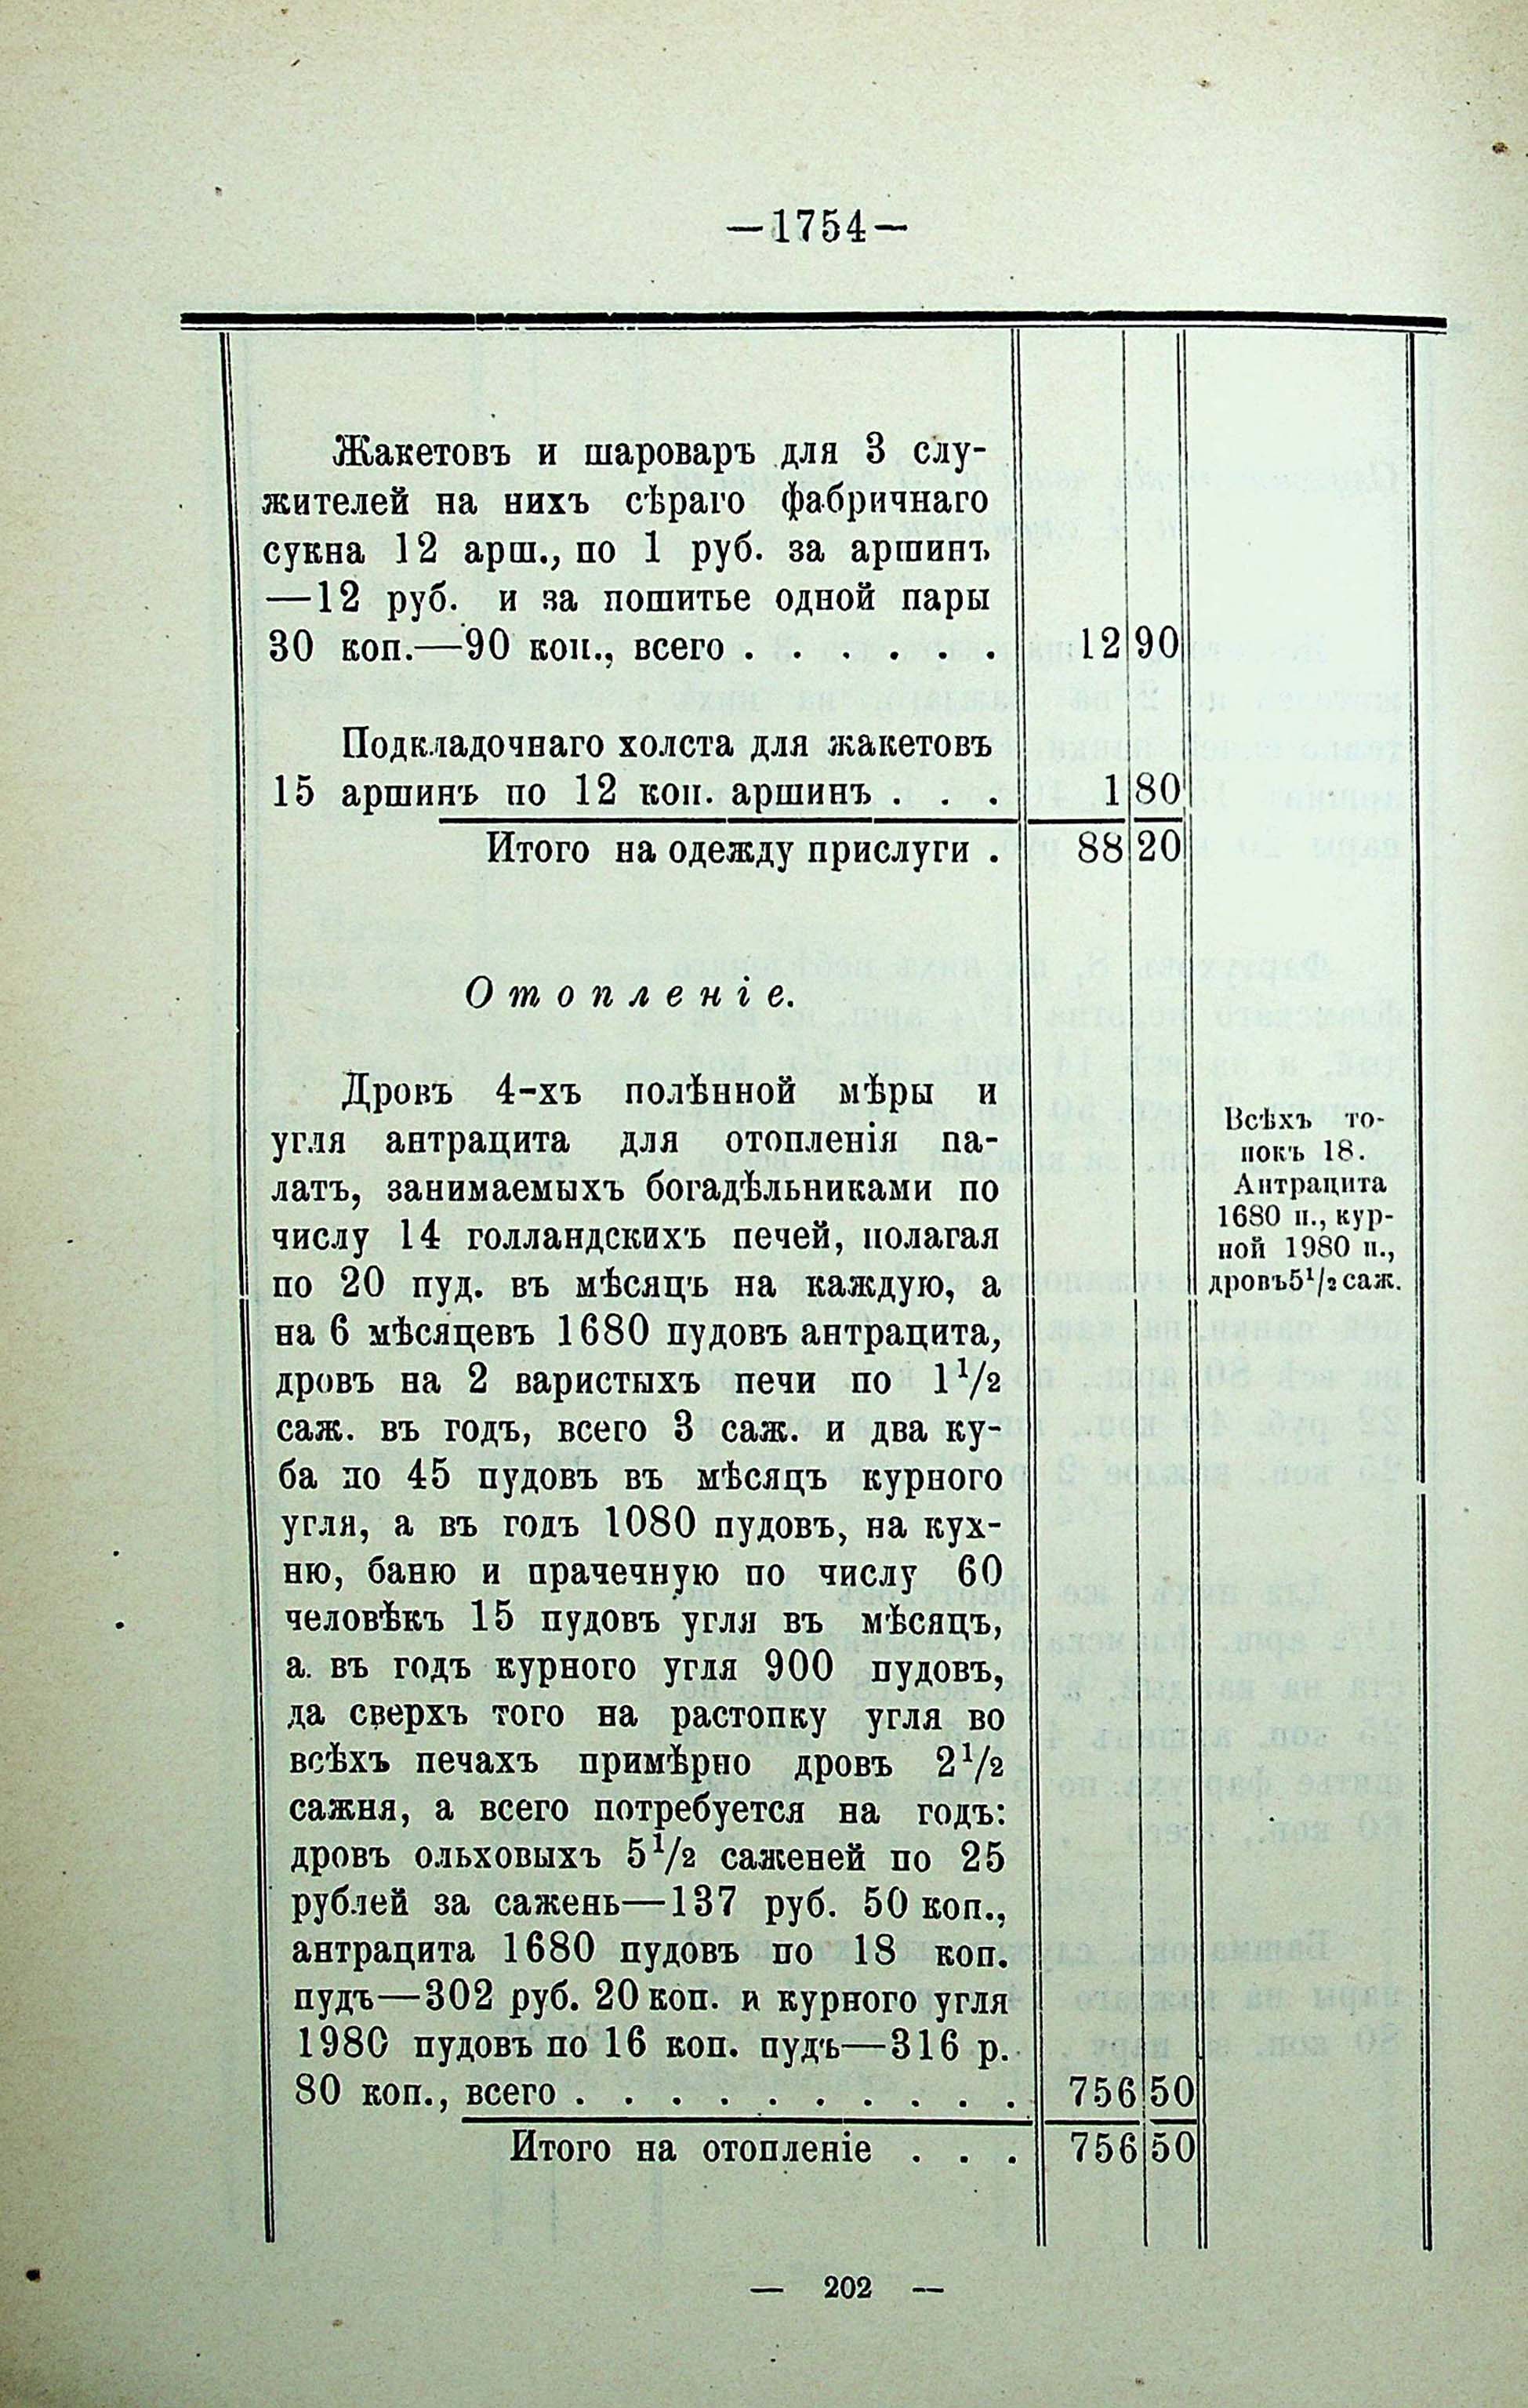 —1754—
Жакетовъ и шароваръ для 3 слу-
жителей на нихъ сѣраго фабричнаго
сукна 12 арш., по 1 руб. за аршинъ
—12 руб. и за пошитье одной пары
30 коп.—90 коп., всего . . . . . . 12 90
Подкладочнаго холста для жакетовъ
15 аршинъ по 12 коп. аршинъ . . . 1 80
Итого на одежду прислуги . 88 20
Отопленіе.
Дровъ 4-хъ полѣнной мѣры и
угля антрацита для отопленія па-
латъ, занимаемыхъ богадѣльниками по
числу 14 голландскихъ печей, полагая
по 20 пуд. въ мѣсяцъ на каждую, а
на 6 мѣсяцевъ 1680 пудовъ антрацита,
дровъ на 2 варистыхъ печи по 1½
саж. въ годъ, всего 3 саж. и два ку-
ба по 45 пудовъ въ мѣсяцъ курного
угля, а въ годъ 1080 пудовъ, на кух-
ню, баню и прачечную по числу 60
человѣкъ 15 пудовъ угля въ мѣсяцъ,
а въ годъ курного угля 900 пудовъ,
да сверхъ того на растопку угля во
всѣхъ печахъ примѣрно дровъ 2½
сажня, а всего потребуется на годъ:
дровъ ольховыхъ 5½ саженей по 25
рублей за сажень—137 руб. 50 коп.,
антрацита 1680 пудовъ по 18 коп.
пудъ—302 руб. 20 коп. и курного угля
1980 пудовъ по 16 коп. пудъ—316 р.
80 коп., всего . . . . . . . . . . 756 50
Итого на отопленіе . . . 756 50
Всѣхъ то-
покъ 18.
Антрацита
1680 п., кур-
ной 1980 п.,
дровъ 5½ саж.
— 202 —